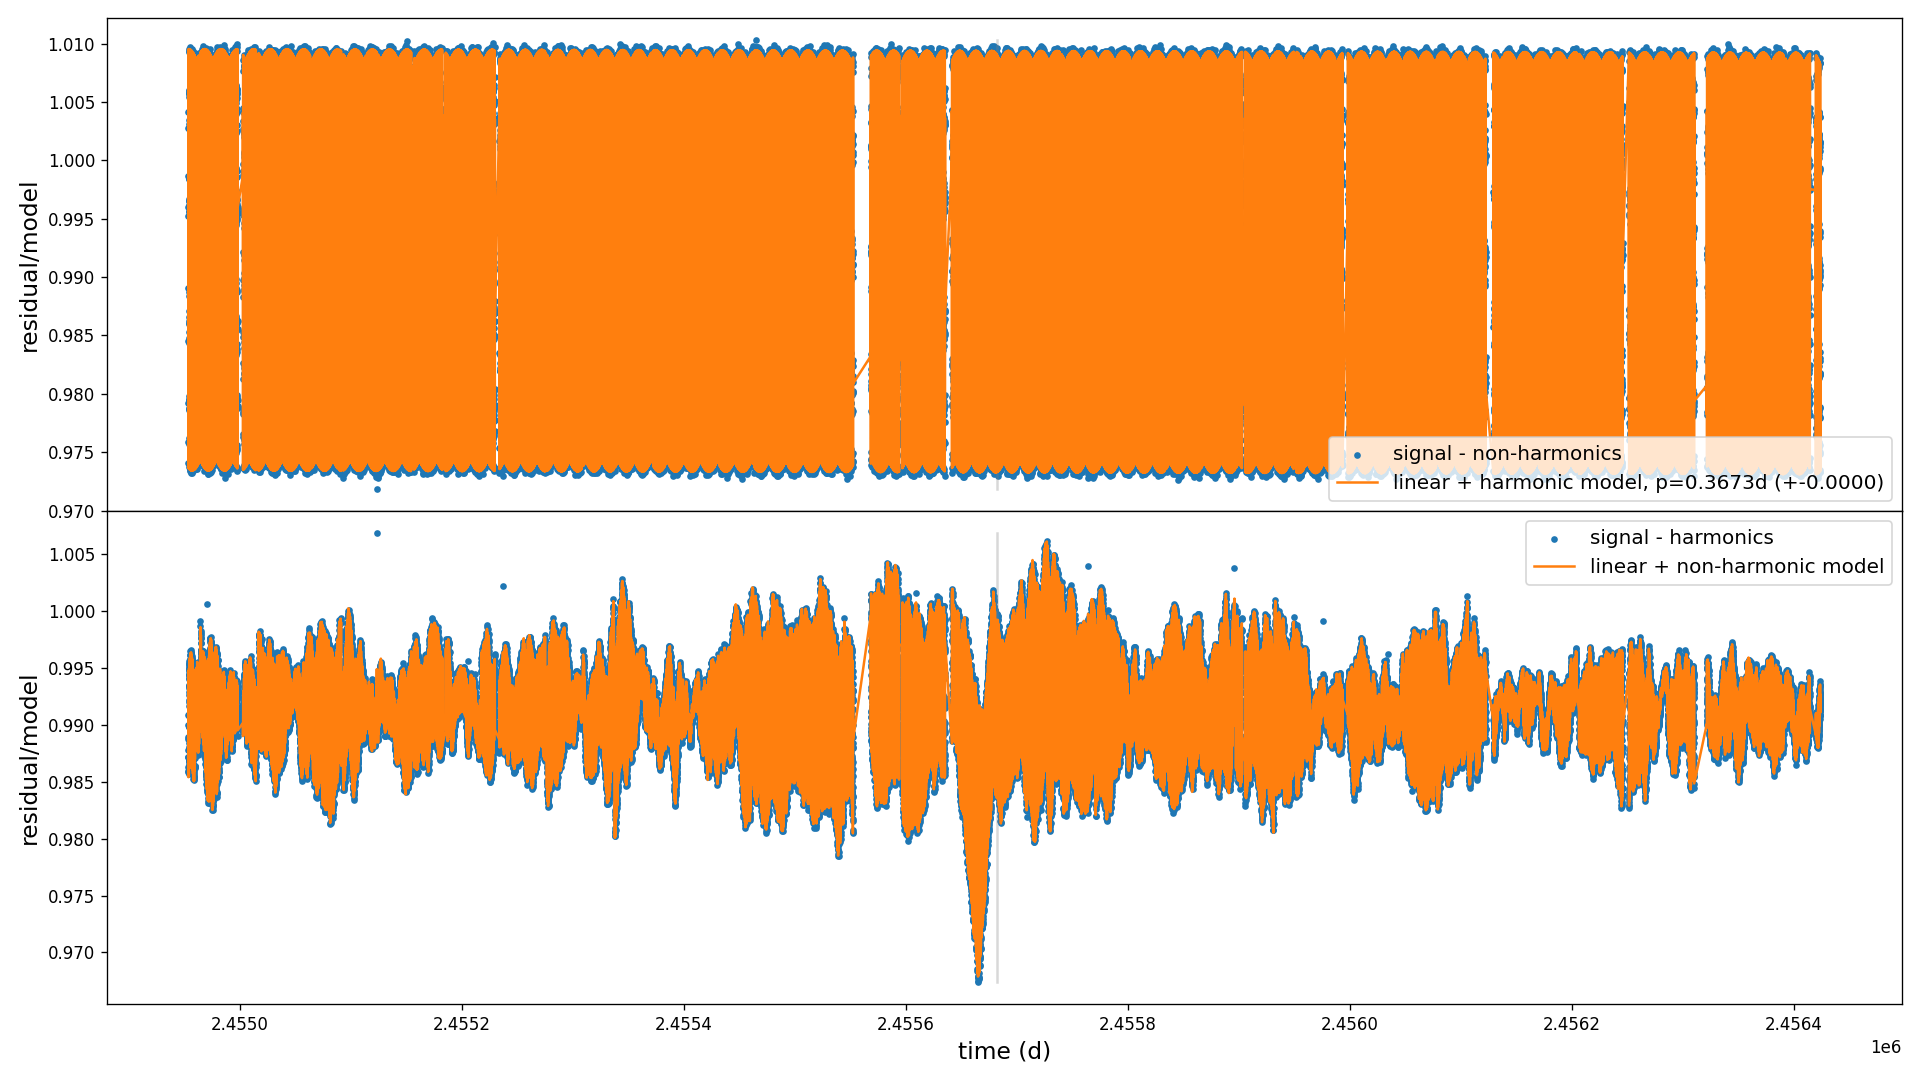 1.010
1.005
1.000
0.995
0.990
0.985
0.980
0.975
0.970
residual/model
signal - non-harmonics
linear + harmonic model, p=0.3673d (+-0.0000)
1.005
1.000
0.995
0.990
0.985
0.980
0.975
0.970
residual/model
signal - harmonics
linear + non-harmonic model
2.4550 2.4552 2.4554 2.4556 2.4558 2.4560 2.4562 2.4564
1e6
time (d)